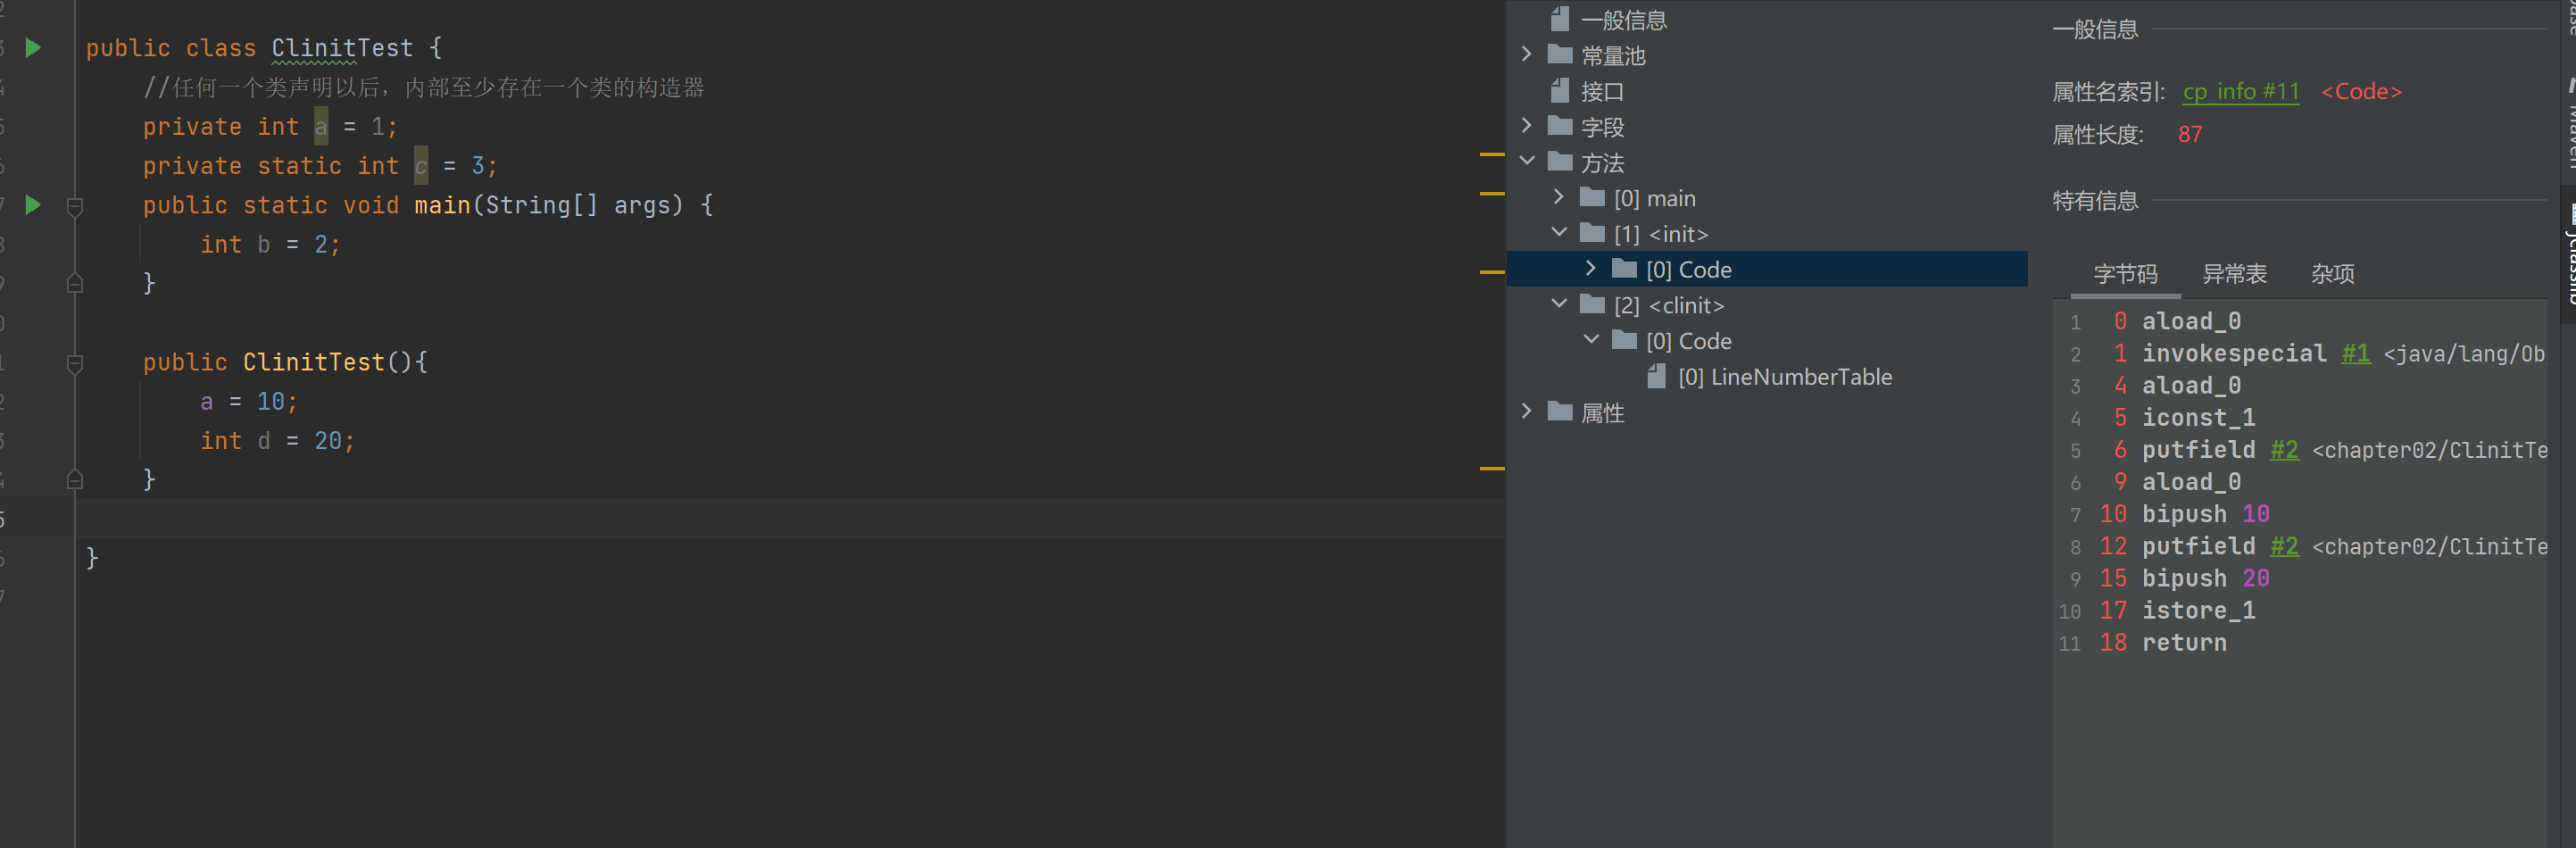 public class ClinitTest {
//任何一个类声明以后，内部至少存在一个类的构造器
private int a = 1;
private static int c = 3;
public static void main(String[] args) {
int b = 2;
}
public ClinitTest(){
a = 10;
int d = 20;
}
}
一般信息
常量池
接口
字段
方法
[0] main
[1] <init>
[0] Code
[2] <clinit>
[0] Code
[0] LineNumberTable
属性
一般信息
属性名索引: cp_info #11 <Code>
属性长度: 87
特有信息
字节码 异常表 杂项
1 0 aload_0
2 1 invokespecial #1 <java/lang/Ob
3 4 aload_0
4 5 iconst_1
5 6 putfield #2 <chapter02/ClinitTe
6 9 aload_0
7 10 bipush 10
8 12 putfield #2 <chapter02/ClinitTe
9 15 bipush 20
10 17 istore_1
11 18 return